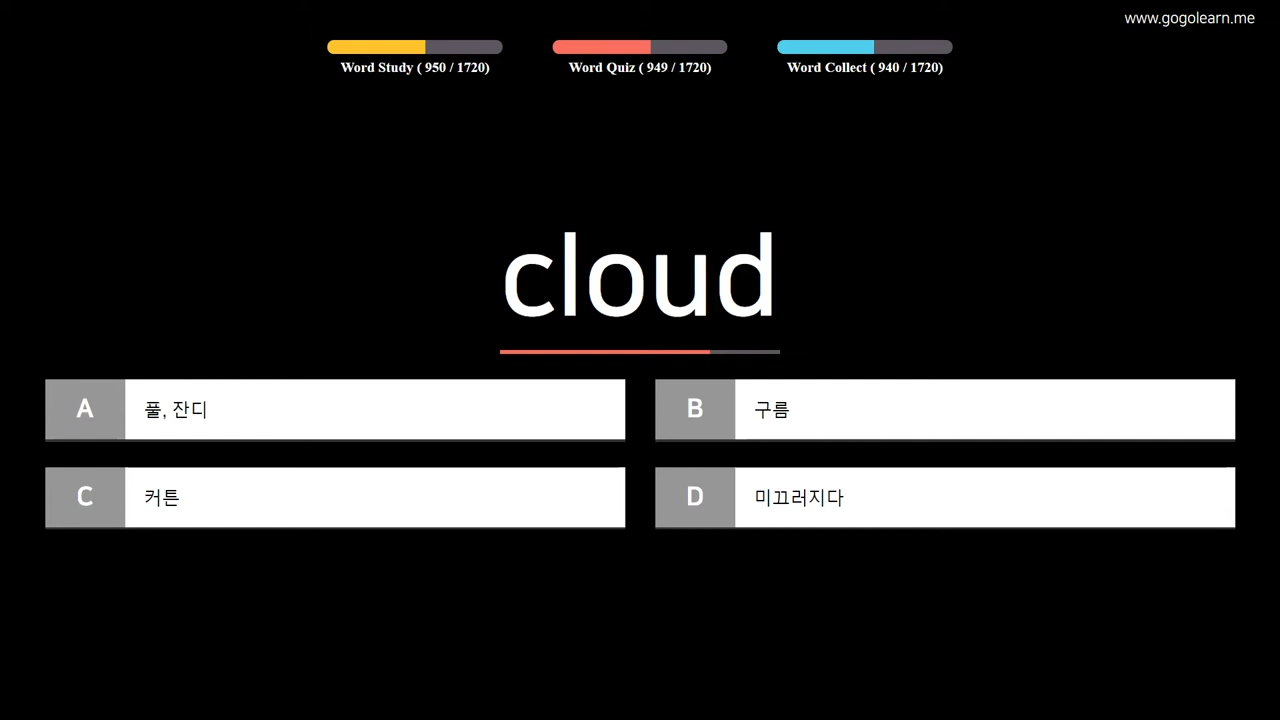 www.gogolearn.me
Word Study ( 950 / 1720)
Word Quiz ( 949 / 1720)
Word Collect ( 940 / 1720)
cloud
A 풀, 잔디
B 구름
C 커튼
D 미끄러지다